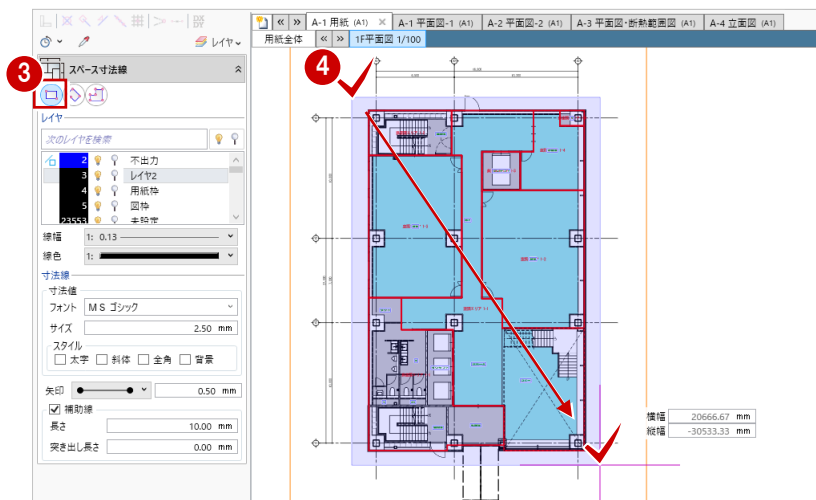 A-1 用紙 (A1) ×
A-1 平面図-1 (A1)
A-2 平面図-2 (A1)
A-3 平面図・断熱範囲図 (A1)
A-4 立面図 (A1)
レイヤ
用紙全体
1F平面図 1/100
3
スペース寸法線
4
レイヤ
次のレイヤを検索
2 不出力
3 レイヤ2
4 用紙枠
5 図枠
23553 未設定
線幅 1: 0.13
線色 1:
寸法線
寸法値
フォント ＭＳ ゴシック
サイズ 2.50 mm
スタイル
太字 斜体 全角 背景
矢印 0.50 mm
補助線
長さ 10.00 mm
突き出し長さ 0.00 mm
横幅 20666.67 mm
縦幅 -30533.33 mm